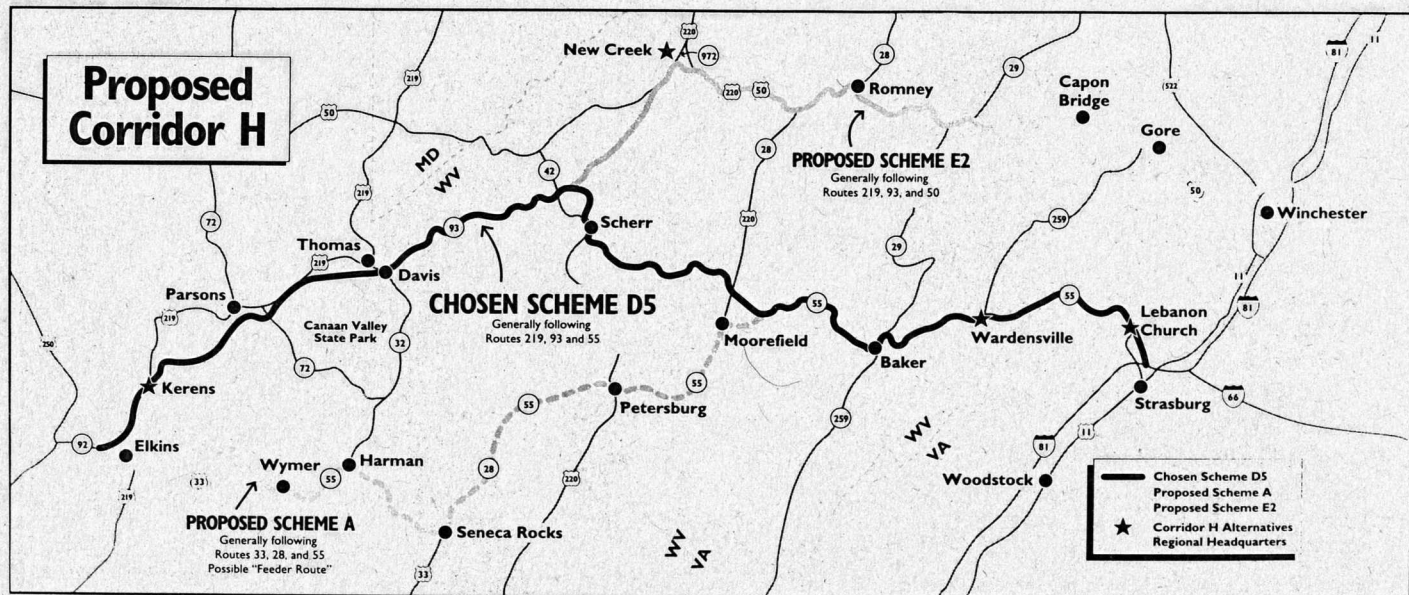 Proposed
Corridor H
220
New Creek
972
28
29
81
11
219
50
220
50
Romney
Capon
Bridge
522
Gore
MD
WV
42
28
PROPOSED SCHEME E2
Generally following
Routes 219, 93, and 50
219
50
Winchester
72
93
Scherr
220
259
29
Thomas
219
Davis
11
81
Parsons
CHOSEN SCHEME D5
Generally following
Routes 219, 93 and 55
55
55
Lebanon
Church
219
Canaan Valley
State Park
32
Moorefield
Wardensville
250
Baker
72
Kerens
55
Petersburg
Strasburg
66
55
259
WV
VA
11
92
Elkins
81
Wymer
Harman
28
33
55
220
Woodstock
219
PROPOSED SCHEME A
Generally following
Routes 33, 28, and 55
Possible "Feeder Route"
Seneca Rocks
33
WV
VA
Chosen Scheme D5
Proposed Scheme A
Proposed Scheme E2
Corridor H Alternatives
Regional Headquarters